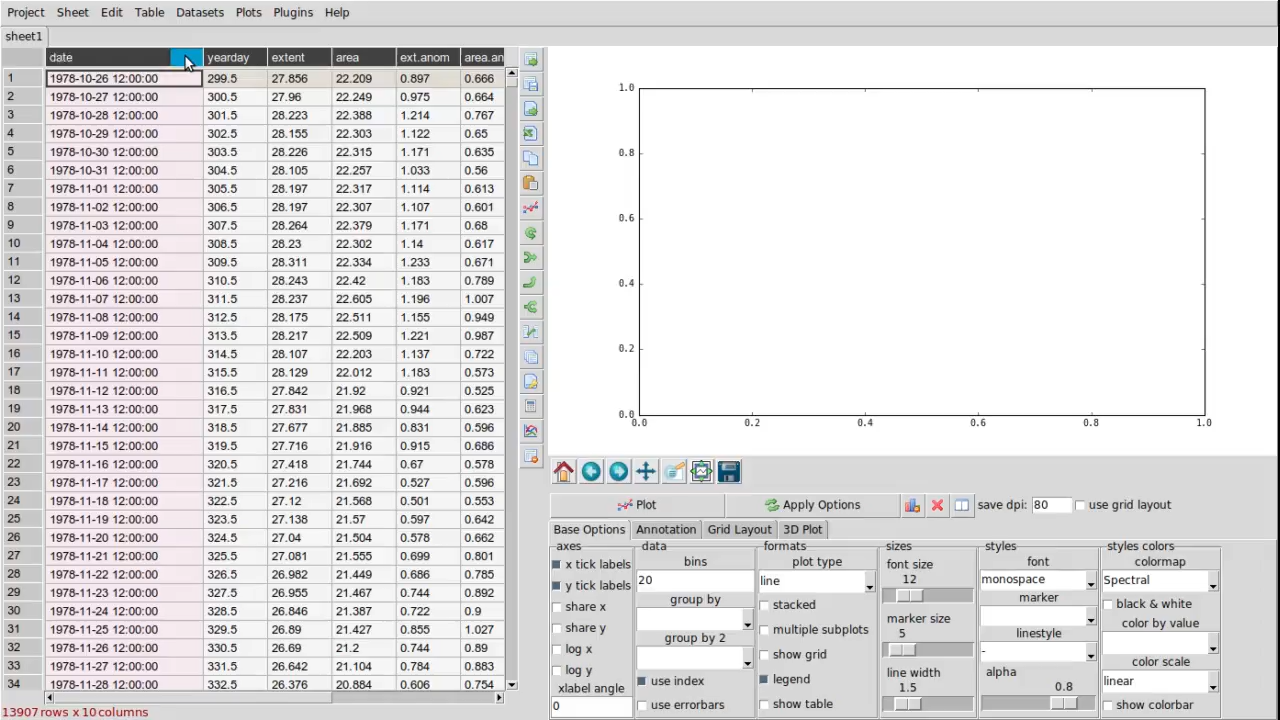 Project Sheet Edit Table Datasets Plots Plugins Help
sheet1
date yearday extent area ext.anom area.an
1 1978-10-26 12:00:00 299.5 27.856 22.209 0.897 0.666
2 1978-10-27 12:00:00 300.5 27.96 22.249 0.975 0.664
3 1978-10-28 12:00:00 301.5 28.223 22.388 1.214 0.767
4 1978-10-29 12:00:00 302.5 28.155 22.303 1.122 0.65
5 1978-10-30 12:00:00 303.5 28.226 22.315 1.171 0.635
6 1978-10-31 12:00:00 304.5 28.105 22.257 1.033 0.56
7 1978-11-01 12:00:00 305.5 28.197 22.317 1.114 0.613
8 1978-11-02 12:00:00 306.5 28.197 22.307 1.107 0.601
9 1978-11-03 12:00:00 307.5 28.264 22.379 1.171 0.68
10 1978-11-04 12:00:00 308.5 28.23 22.302 1.14 0.617
11 1978-11-05 12:00:00 309.5 28.311 22.334 1.233 0.671
12 1978-11-06 12:00:00 310.5 28.243 22.42 1.183 0.789
13 1978-11-07 12:00:00 311.5 28.237 22.605 1.196 1.007
14 1978-11-08 12:00:00 312.5 28.175 22.511 1.155 0.949
15 1978-11-09 12:00:00 313.5 28.217 22.509 1.221 0.987
16 1978-11-10 12:00:00 314.5 28.107 22.203 1.137 0.722
17 1978-11-11 12:00:00 315.5 28.129 22.012 1.183 0.573
18 1978-11-12 12:00:00 316.5 27.842 21.92 0.921 0.525
19 1978-11-13 12:00:00 317.5 27.831 21.968 0.944 0.623
20 1978-11-14 12:00:00 318.5 27.677 21.885 0.831 0.596
21 1978-11-15 12:00:00 319.5 27.716 21.916 0.915 0.686
22 1978-11-16 12:00:00 320.5 27.418 21.744 0.67 0.578
23 1978-11-17 12:00:00 321.5 27.216 21.692 0.527 0.596
24 1978-11-18 12:00:00 322.5 27.12 21.568 0.501 0.553
25 1978-11-19 12:00:00 323.5 27.138 21.57 0.597 0.642
26 1978-11-20 12:00:00 324.5 27.04 21.504 0.578 0.662
27 1978-11-21 12:00:00 325.5 27.081 21.555 0.699 0.801
28 1978-11-22 12:00:00 326.5 26.982 21.449 0.686 0.785
29 1978-11-23 12:00:00 327.5 26.955 21.467 0.744 0.892
30 1978-11-24 12:00:00 328.5 26.846 21.387 0.722 0.9
31 1978-11-25 12:00:00 329.5 26.89 21.427 0.855 1.027
32 1978-11-26 12:00:00 330.5 26.69 21.2 0.744 0.89
33 1978-11-27 12:00:00 331.5 26.642 21.104 0.784 0.883
34 1978-11-28 12:00:00 332.5 26.376 20.884 0.606 0.754
13907 rows x 10 columns
1.0
0.8
0.6
0.4
0.2
0.0
0.0 0.2 0.4 0.6 0.8 1.0
Plot Apply Options save dpi: 80 use grid layout
Base Options Annotation Grid Layout 3D Plot
axes
x tick labels
y tick labels
share x
share y
log x
log y
xlabel angle
0
data
bins
20
group by
group by 2
use index
use errorbars
formats
plot type
line
stacked
multiple subplots
show grid
legend
show table
sizes
font size
12
marker size
5
line width
1.5
styles
font
monospace
marker
linestyle
-
alpha
0.8
styles colors
colormap
Spectral
black & white
color by value
color scale
linear
show colorbar